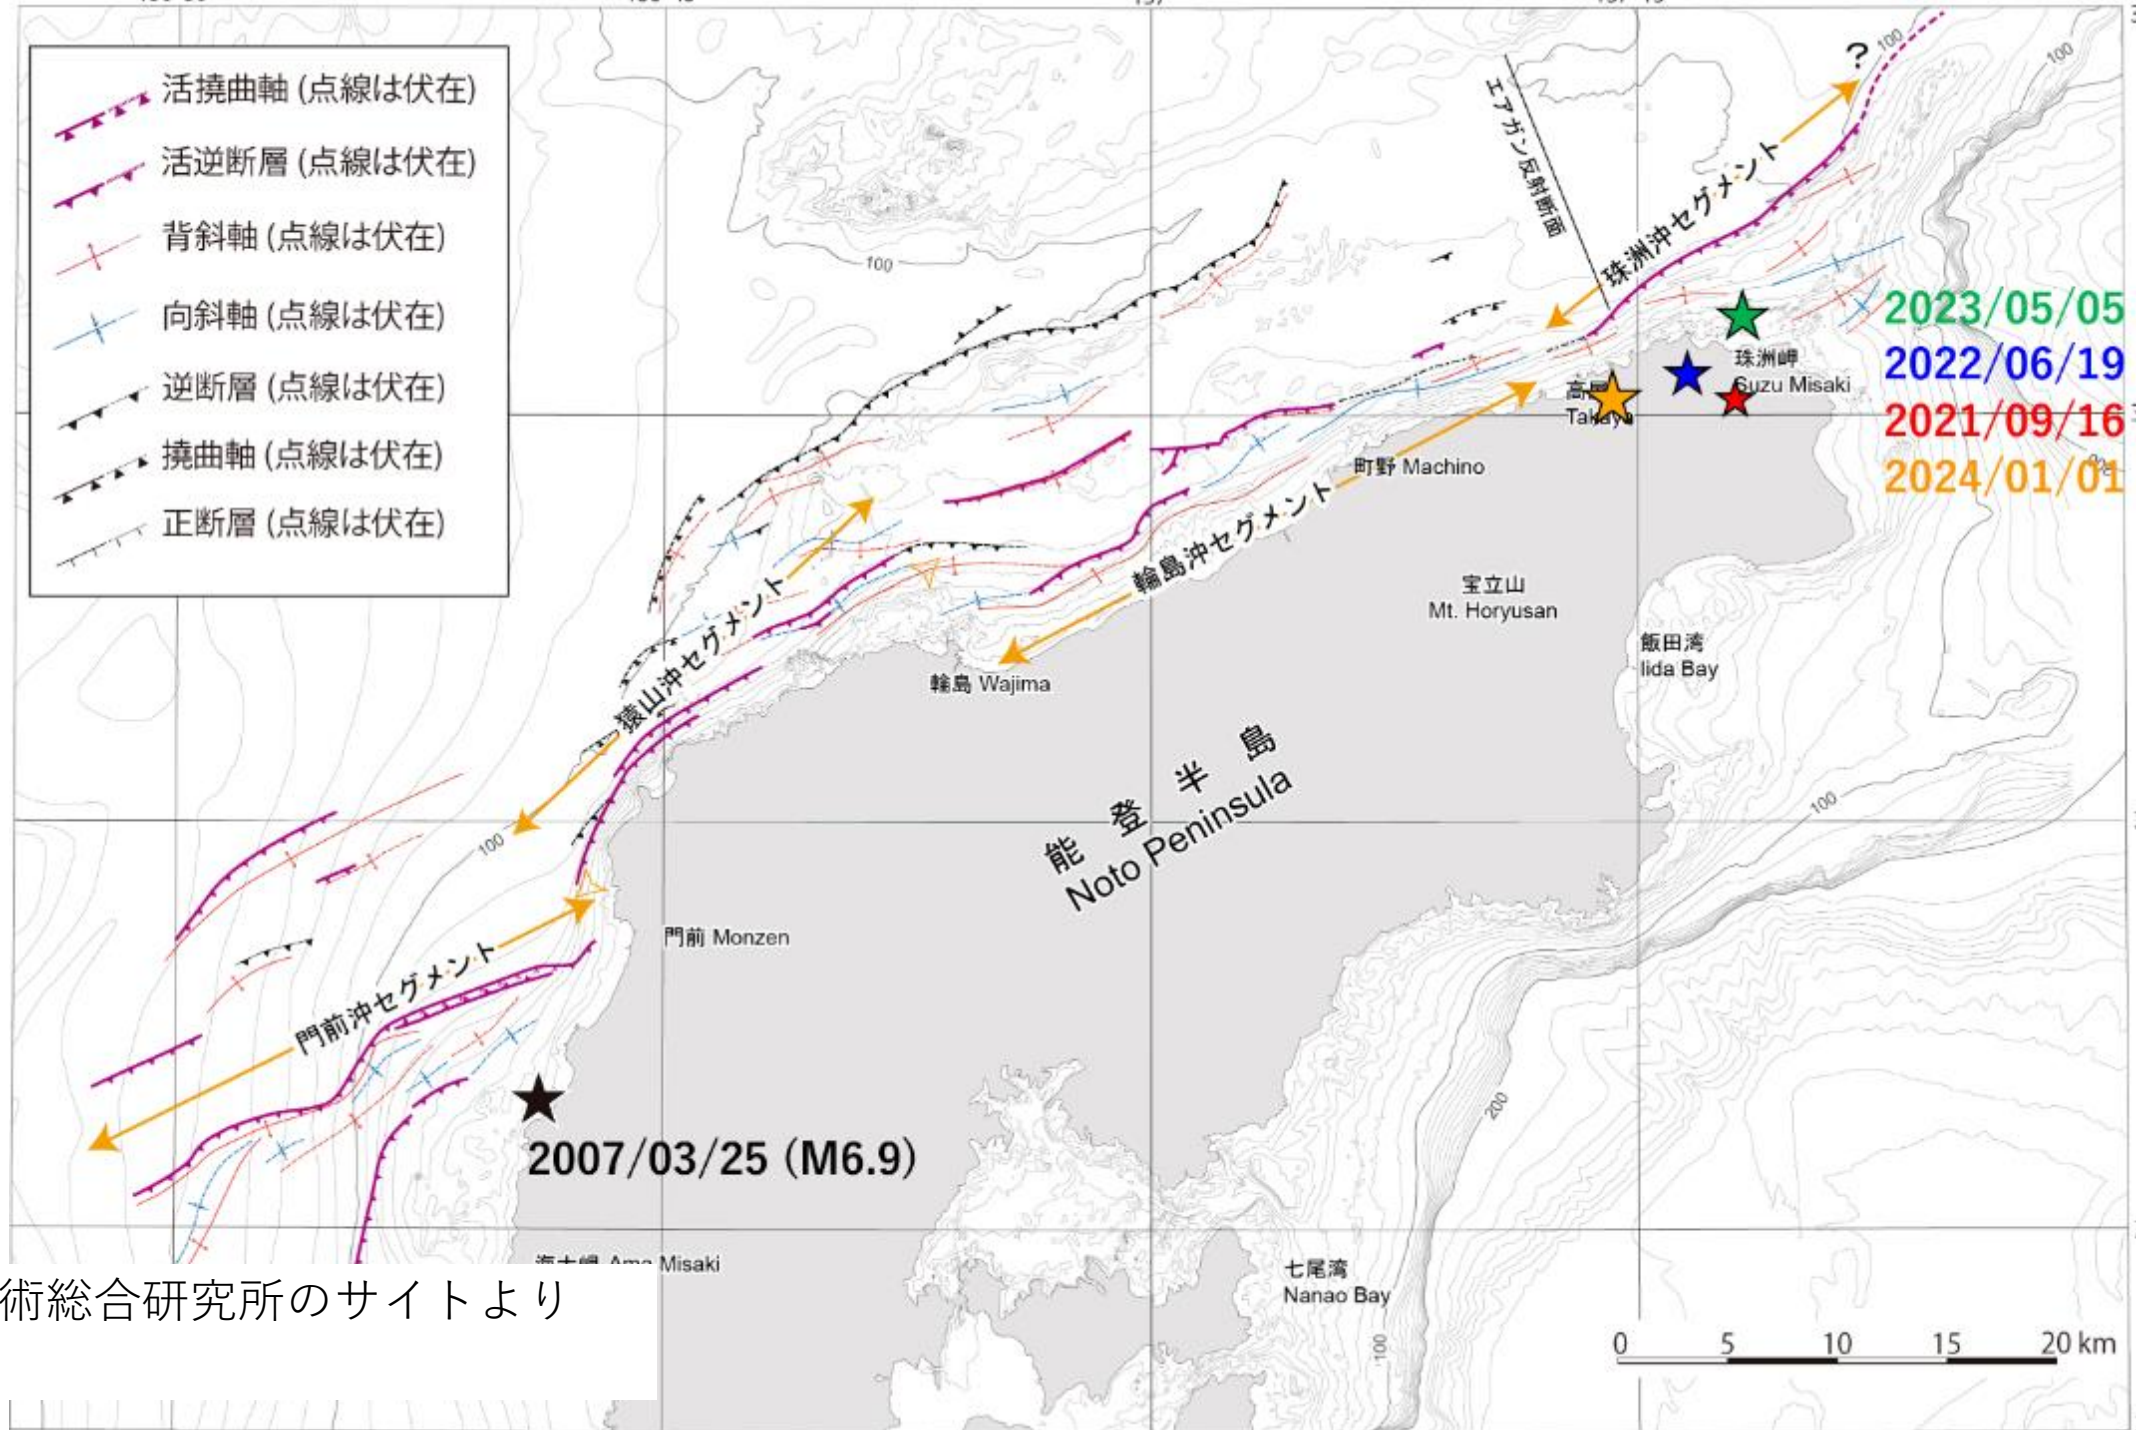 活撓曲軸 (点線は伏在)
活逆断層 (点線は伏在)
背斜軸 (点線は伏在)
向斜軸 (点線は伏在)
逆断層 (点線は伏在)
撓曲軸 (点線は伏在)
正断層 (点線は伏在)
?
100
100
エアガン反射断面
珠洲沖セグメント
100
2023/05/05
2022/06/19
2021/09/16
2024/01/01
珠洲岬
Suzu Misaki
町野 Machino
輪島沖セグメント
宝立山
Mt. Horyusan
飯田湾
Iida Bay
猿山沖セグメント
輪島 Wajima
能登半島
Noto Peninsula
100
100
門前 Monzen
門前沖セグメント
200
2007/03/25 (M6.9)
Misaki
七尾湾
Nanao Bay
100
術総合研究所のサイトより
0 5 10 15 20 km